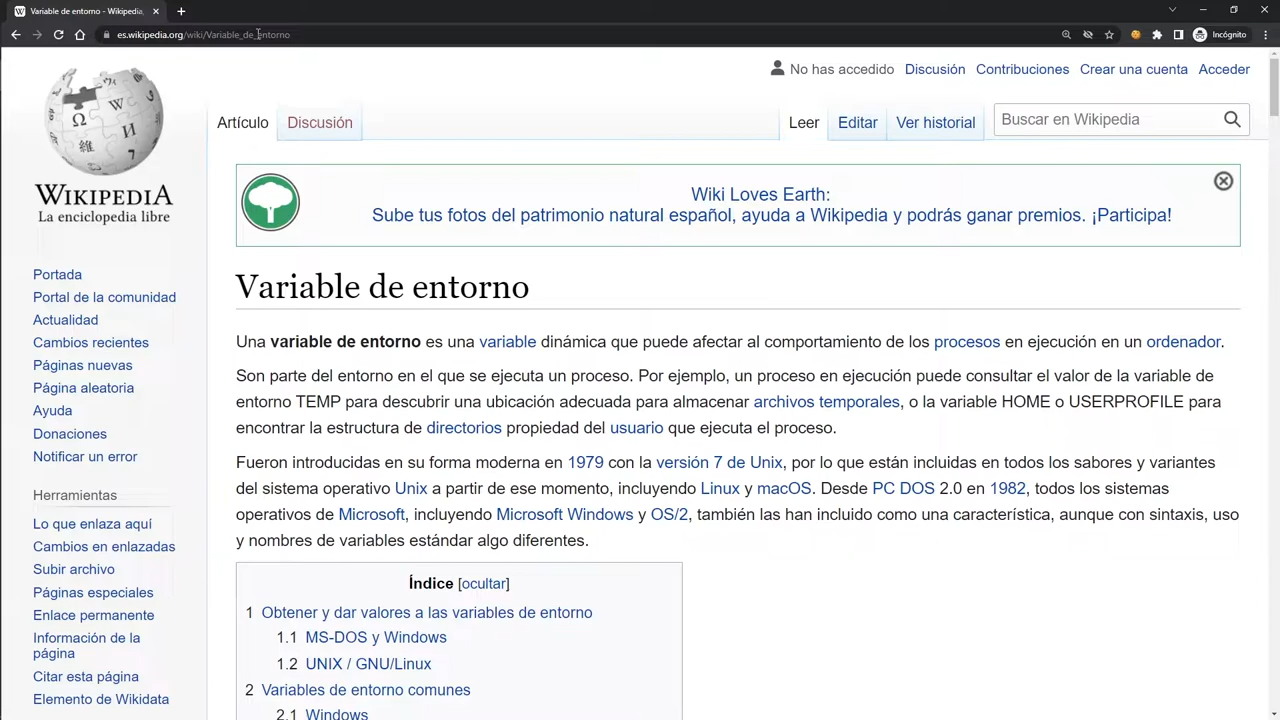 Variable de entorno - Wikipedia,
es.wikipedia.org/wiki/Variable_de_entorno
Incógnito
No has accedido Discusión Contribuciones Crear una cuenta Acceder
Artículo Discusión Leer Editar Ver historial Buscar en Wikipedia
WIKIPEDIA
La enciclopedia libre
Wiki Loves Earth:
Sube tus fotos del patrimonio natural español, ayuda a Wikipedia y podrás ganar premios. ¡Participa!
Portada
Portal de la comunidad
Actualidad
Cambios recientes
Páginas nuevas
Página aleatoria
Ayuda
Donaciones
Notificar un error
Herramientas
Lo que enlaza aquí
Cambios en enlazadas
Subir archivo
Páginas especiales
Enlace permanente
Información de la
página
Citar esta página
Elemento de Wikidata
Variable de entorno
Una variable de entorno es una variable dinámica que puede afectar al comportamiento de los procesos en ejecución en un ordenador.
Son parte del entorno en el que se ejecuta un proceso. Por ejemplo, un proceso en ejecución puede consultar el valor de la variable de
entorno TEMP para descubrir una ubicación adecuada para almacenar archivos temporales, o la variable HOME o USERPROFILE para
encontrar la estructura de directorios propiedad del usuario que ejecuta el proceso.
Fueron introducidas en su forma moderna en 1979 con la versión 7 de Unix, por lo que están incluidas en todos los sabores y variantes
del sistema operativo Unix a partir de ese momento, incluyendo Linux y macOS. Desde PC DOS 2.0 en 1982, todos los sistemas
operativos de Microsoft, incluyendo Microsoft Windows y OS/2, también las han incluido como una característica, aunque con sintaxis, uso
y nombres de variables estándar algo diferentes.
Índice [ocultar]
1 Obtener y dar valores a las variables de entorno
1.1 MS-DOS y Windows
1.2 UNIX / GNU/Linux
2 Variables de entorno comunes
2.1 Windows